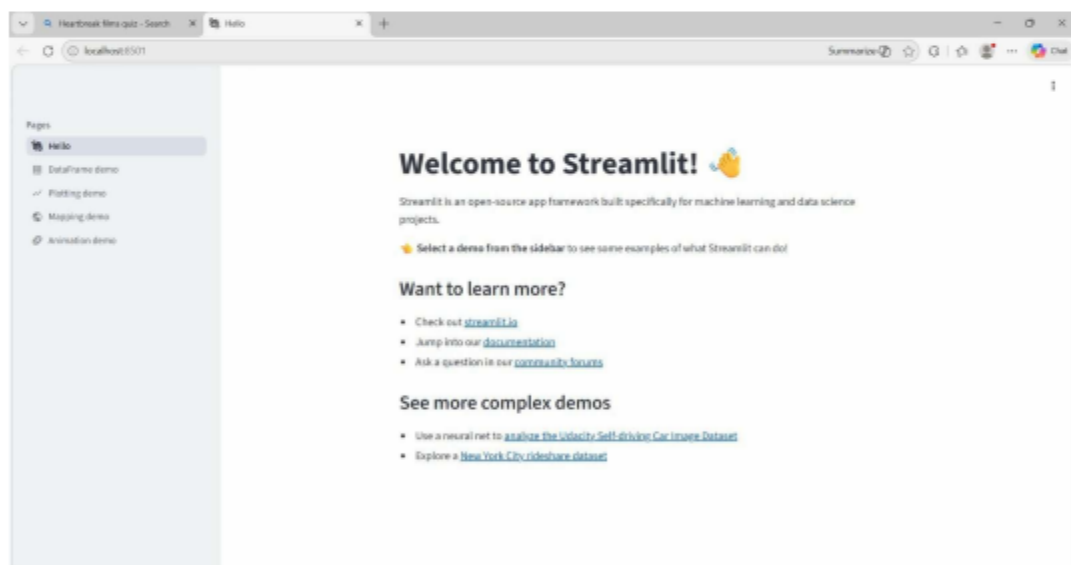 Heartbreak films quiz - Search
Hello
localhost:8501
Summarize
Chat
Pages
Hello
DataFrame demo
Plotting demo
Mapping demo
Animation demo
Welcome to Streamlit! 👋
Streamlit is an open-source app framework built specifically for machine learning and data science
projects.
👈 Select a demo from the sidebar to see some examples of what Streamlit can do!
Want to learn more?
• Check out streamlit.io
• Jump into our documentation
• Ask a question in our community forums
See more complex demos
• Use a neural net to analyze the Udacity Self-driving Car Image Dataset
• Explore a New York City rideshare dataset